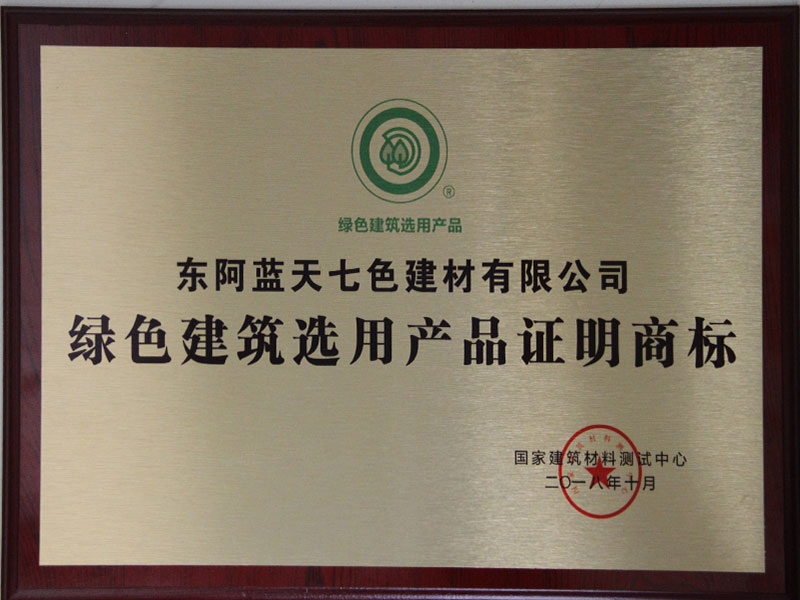 ®
绿色建筑选用产品
东阿蓝天七色建材有限公司
绿色建筑选用产品证明商标
国家建筑材料测试中心
二〇一八年十月